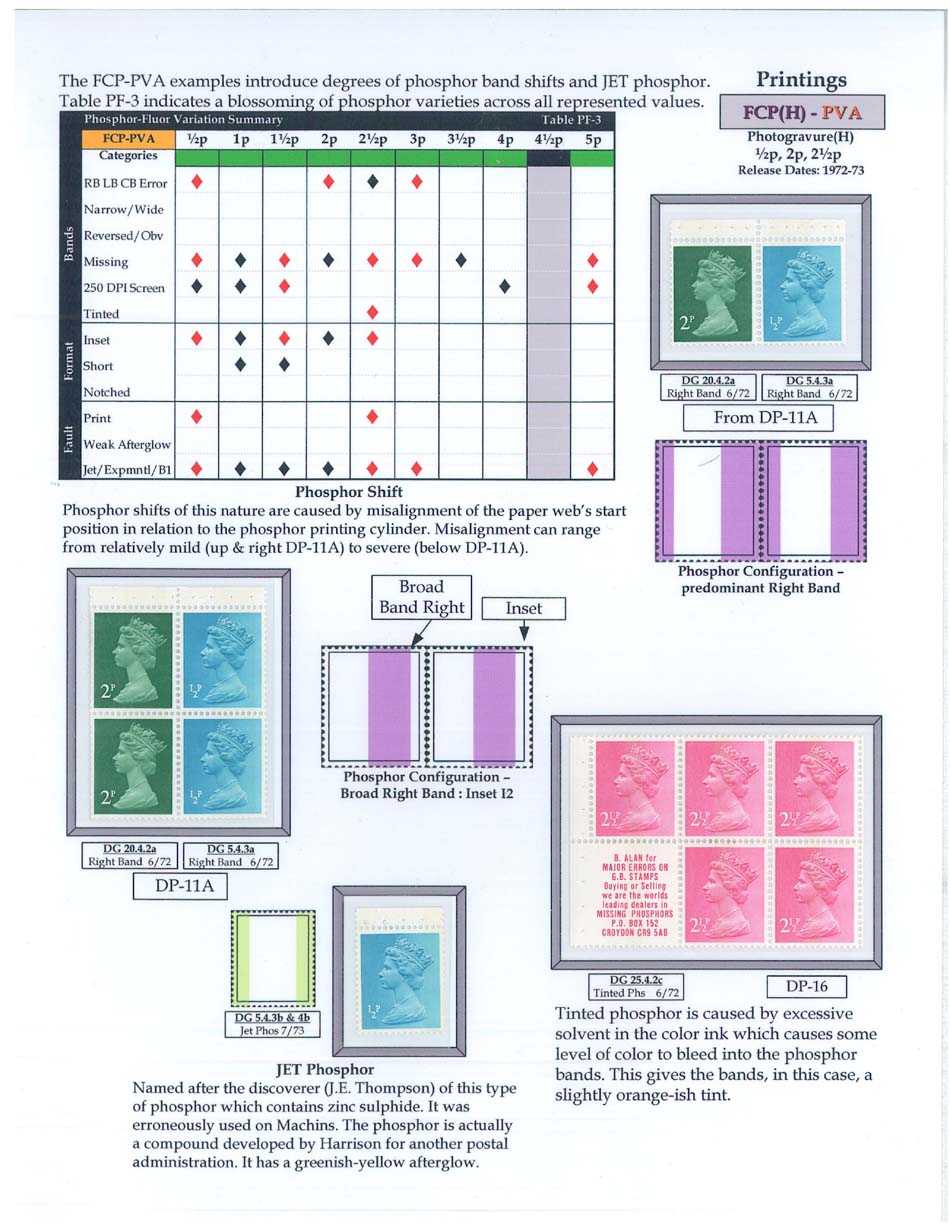 The FCP-PVA examples introduce degrees of phosphor band shifts and JET phosphor.
Table PF-3 indicates a blossoming of phosphor varieties across all represented values.
Printings
FCP(H) - PVA
Photogravure(H)
½p, 2p, 2½p
Release Dates: 1972-73
Phosphor-Fluor Variation Summary Table PF-3
FCP-PVA ½p 1p 1½p 2p 2½p 3p 3½p 4p 4½p 5p
Categories
Bands
RB LB CB Error ♦ ♦ ♦ ♦
Narrow/Wide
Reversed/Obv
Missing ♦ ♦ ♦ ♦ ♦ ♦ ♦ ♦
250 DPI Screen ♦ ♦ ♦ ♦ ♦
Tinted ♦
Format
Inset ♦ ♦ ♦ ♦ ♦
Short ♦ ♦
Notched
Fault
Print ♦ ♦
Weak Afterglow
Jet/Expmntl/B1 ♦ ♦ ♦ ♦ ♦ ♦ ♦
2P
½P
DG 20.4.2a
Right Band 6/72
DG 5.4.3a
Right Band 6/72
From DP-11A
Phosphor Configuration –
predominant Right Band
Phosphor Shift
Phosphor shifts of this nature are caused by misalignment of the paper web's start
position in relation to the phosphor printing cylinder. Misalignment can range
from relatively mild (up & right DP-11A) to severe (below DP-11A).
2P
½P
2P
½P
DG 20.4.2a
Right Band 6/72
DG 5.4.3a
Right Band 6/72
DP-11A
Broad
Band Right
Inset
Phosphor Configuration –
Broad Right Band : Inset I2
2½P
2½P
2½P
B. ALAN for
MAJOR ERRORS ON
G.B. STAMPS
Buying or Selling
we are the worlds
leading dealers in
MISSING PHOSPHORS
P.O. BOX 152
CROYDON CR9 5AB
2½P
2½P
DG 25.4.2c
Tinted Phs 6/72
DP-16
Tinted phosphor is caused by excessive
solvent in the color ink which causes some
level of color to bleed into the phosphor
bands. This gives the bands, in this case, a
slightly orange-ish tint.
½P
DG 5.4.3b & 4b
Jet Phos 7/73
JET Phosphor
Named after the discoverer (J.E. Thompson) of this type
of phosphor which contains zinc sulphide. It was
erroneously used on Machins. The phosphor is actually
a compound developed by Harrison for another postal
administration. It has a greenish-yellow afterglow.